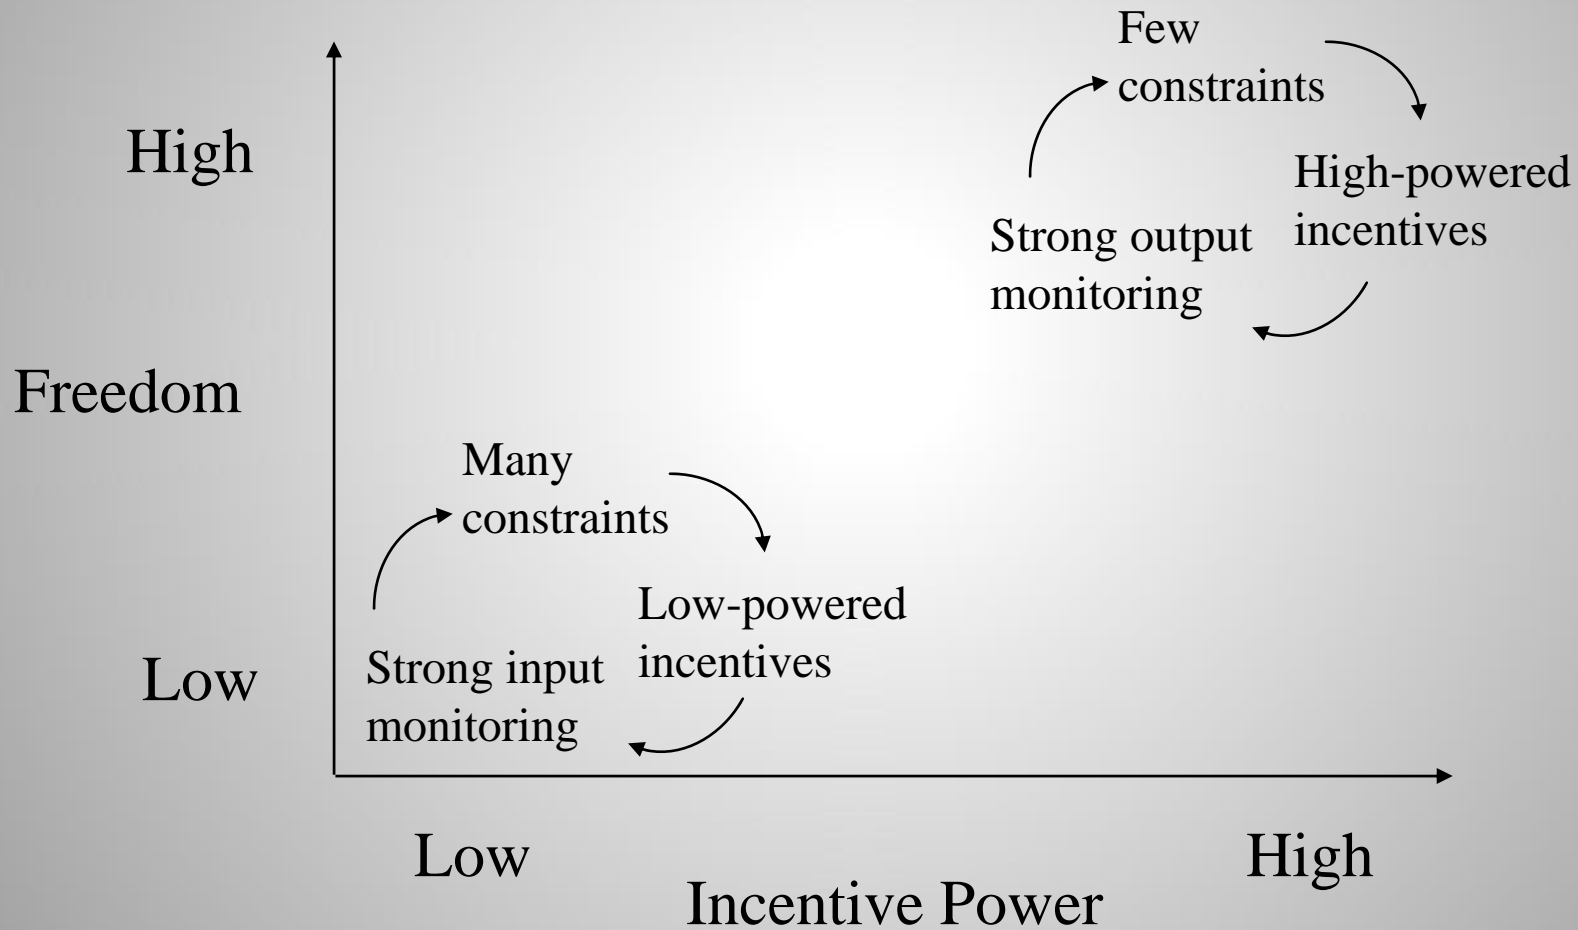 Few
constraints
High
High-powered
incentives
Strong output
monitoring
Freedom
Many
constraints
Low-powered
incentives
Low
Strong input
monitoring
Low
High
Incentive Power